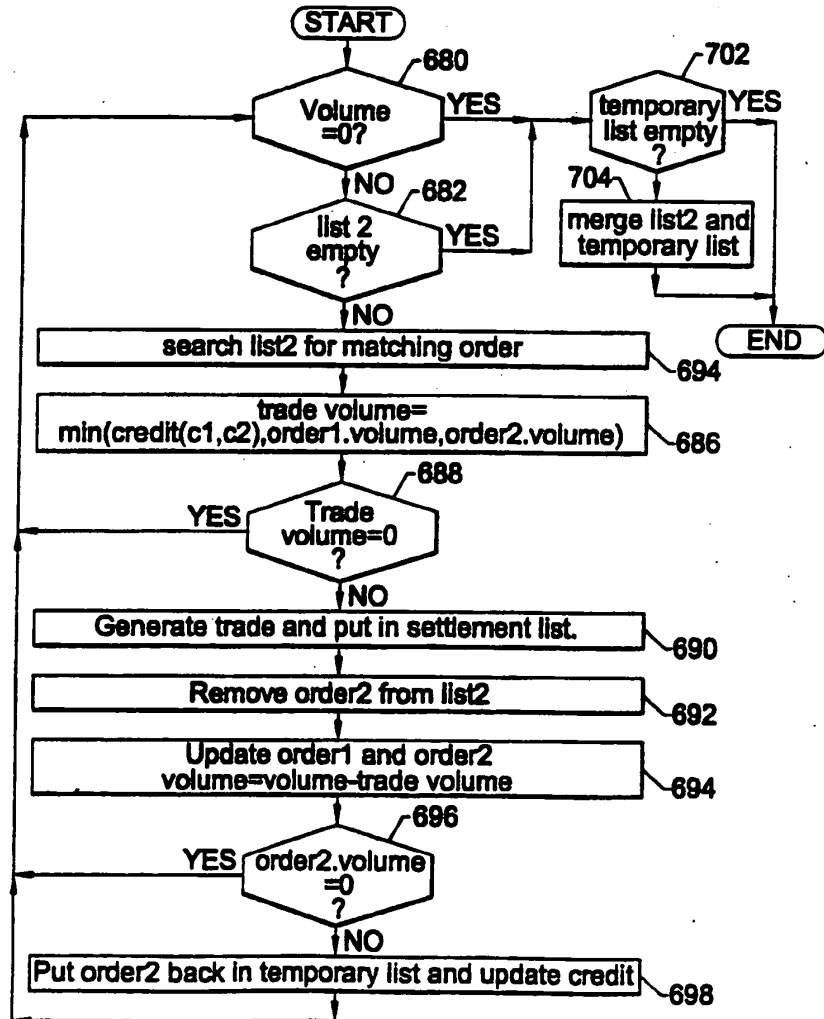 START
680
Volume
=0?
YES
702
temporary
list empty
?
YES
NO
682
list 2
empty
?
YES
704
merge list2 and
temporary list
NO
END
search list2 for matching order
694
trade volume=
min(credit(c1,c2),order1.volume,order2.volume)
686
688
YES
Trade
volume=0
?
NO
Generate trade and put in settlement list.
690
Remove order2 from list2
692
Update order1 and order2
volume=volume-trade volume
694
696
YES
order2.volume
=0
?
NO
Put order2 back in temporary list and update credit
698